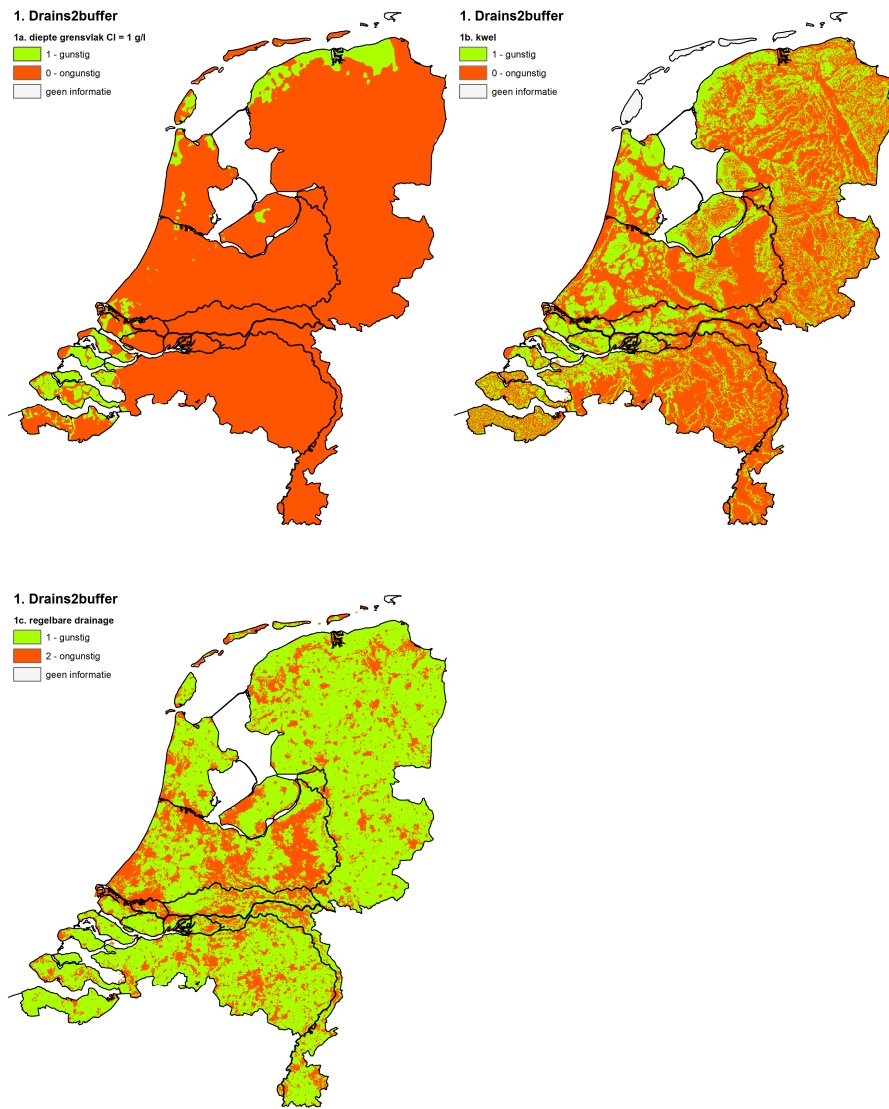 1. Drains2buffer
1a. diepte grensvlak Cl = 1 g/l
1 - gunstig
0 - ongunstig
geen informatie
1. Drains2buffer
1b. kwel
1 - gunstig
0 - ongunstig
geen informatie
1. Drains2buffer
1c. regelbare drainage
1 - gunstig
2 - ongunstig
geen informatie